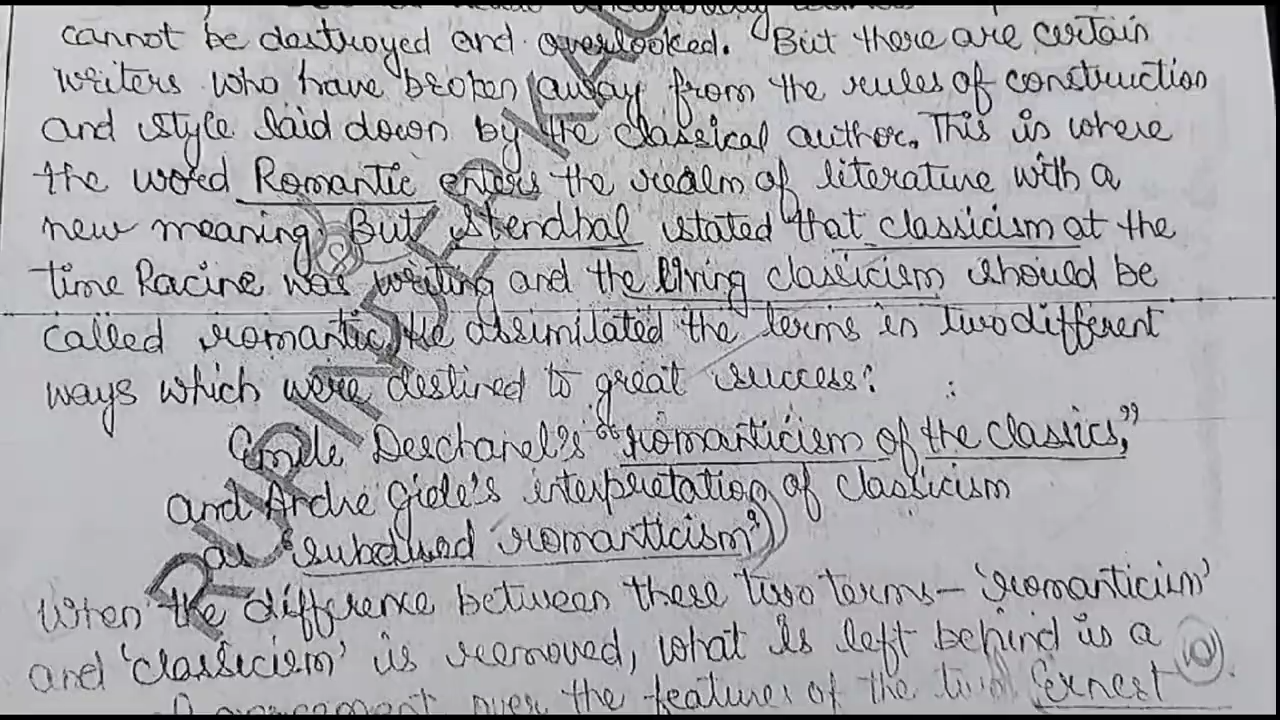 cannot be destroyed and overlooked. But there are certain
writers who have broken away from the rules of construction
and style laid down by the classical author. This is where
the word Romantic enters the realm of literature with a
new meaning. But Stendhal stated that classicism at the
time Racine was writing and the living classicism should be
called romantic. He assimilated the terms in two different
ways which were destined to great success:
Emile Deschanel's "romanticism of the classics,"
and Andre Giele's interpretation of classicism
as 'subdued romanticism'
When the difference between these two terms – 'romanticism'
and 'classicism' is removed, what is left behind is a
over the features of the two Ernest